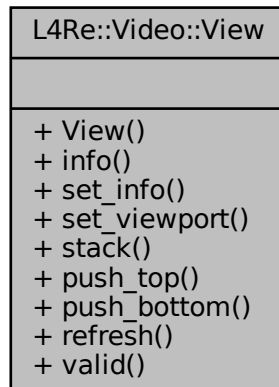 L4Re::Video::View
+ View()
+ info()
+ set_info()
+ set_viewport()
+ stack()
+ push_top()
+ push_bottom()
+ refresh()
+ valid()